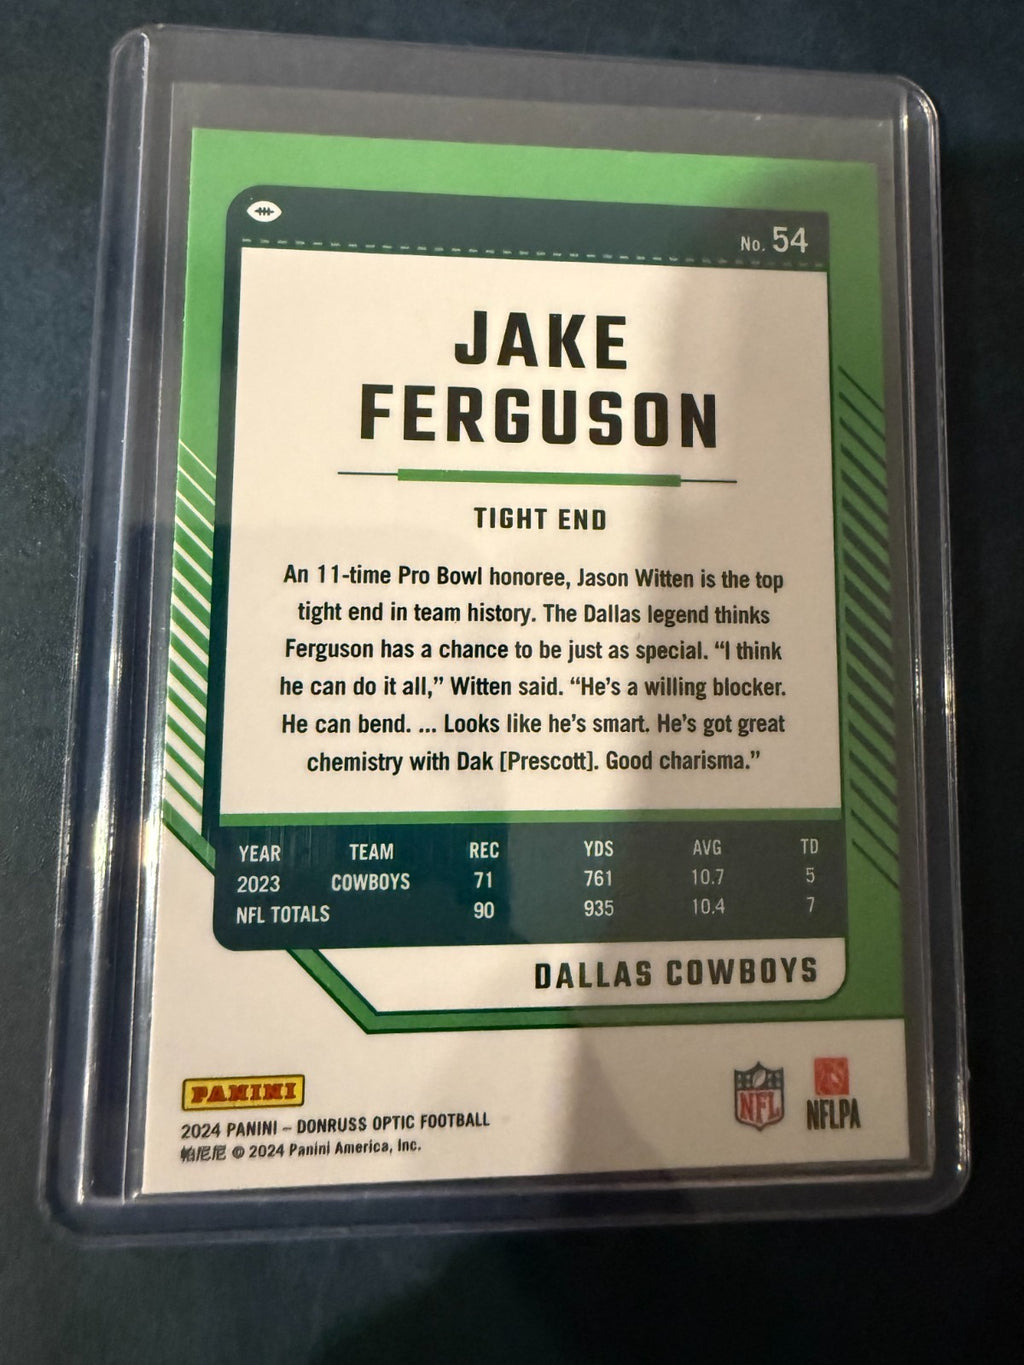 No. 54
JAKE
FERGUSON
TIGHT END
An 11-time Pro Bowl honoree, Jason Witten is the top
tight end in team history. The Dallas legend thinks
Ferguson has a chance to be just as special. “I think
he can do it all,” Witten said. “He’s a willing blocker.
He can bend. ... Looks like he’s smart. He’s got great
chemistry with Dak [Prescott]. Good charisma.”
YEAR TEAM REC YDS AVG TD
2023 COWBOYS 71 761 10.7 5
NFL TOTALS 90 935 10.4 7
DALLAS COWBOYS
PANINI
NFL
NFLPA
2024 PANINI – DONRUSS OPTIC FOOTBALL
帕尼尼 © 2024 Panini America, Inc.